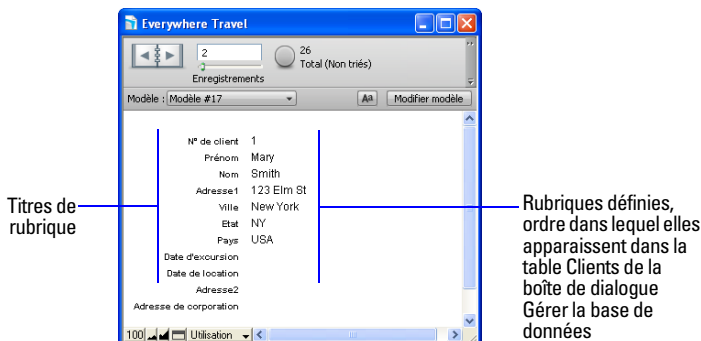 Everywhere Travel
2
26
Total (Non triés)
Enregistrements
Modèle : Modèle #17
Aa
Modifier modèle
N° de client 1
Prénom Mary
Nom Smith
Adresse1 123 Elm St
Ville New York
Etat NY
Pays USA
Date d'excursion
Date de location
Adresse2
Adresse de corporation
100 Utilisation
Titres de
rubrique
Rubriques définies,
ordre dans lequel elles
apparaissent dans la
table Clients de la
boîte de dialogue
Gérer la base de
données